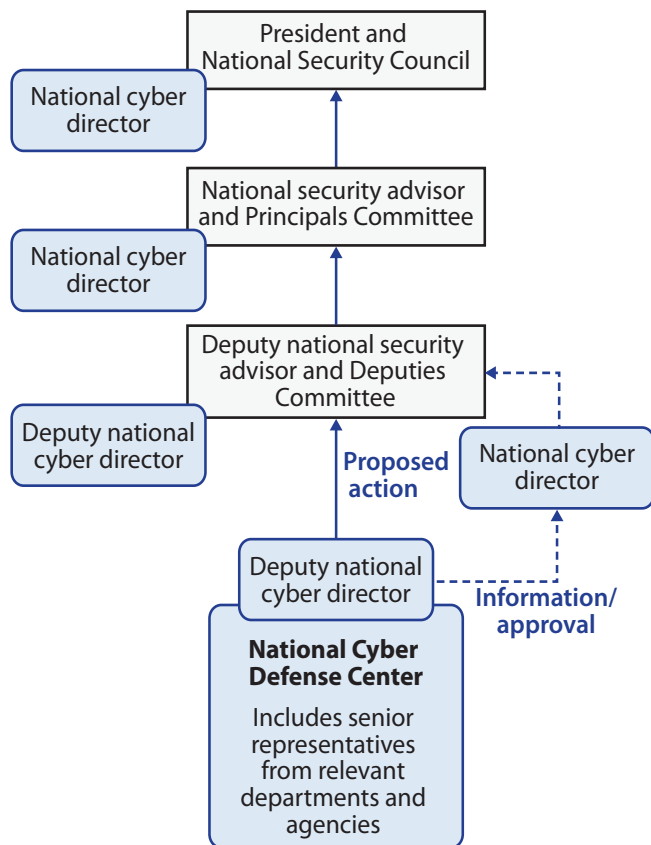 President and
National Security Council
National cyber
director
National security advisor
and Principals Committee
National cyber
director
Deputy national security
advisor and Deputies
Committee
Deputy national
cyber director
Proposed
action
National cyber
director
Deputy national
cyber director
Information/
approval
National Cyber
Defense Center
Includes senior
representatives
from relevant
departments and
agencies